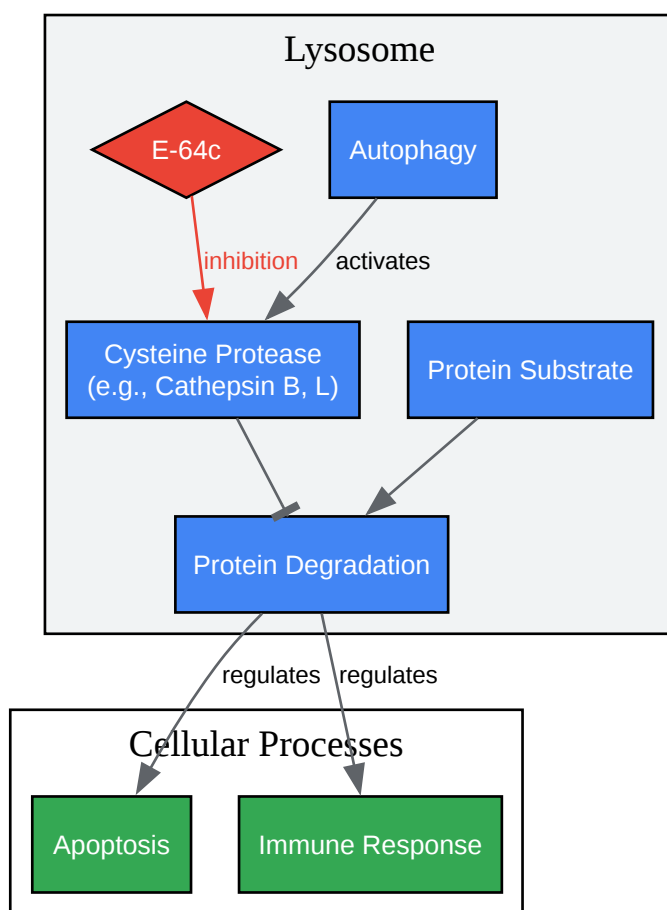 Lysosome
E-64c
Autophagy
inhibition
activates
Cysteine Protease
(e.g., Cathepsin B, L)
Protein Substrate
Protein Degradation
regulates
regulates
Cellular Processes
Apoptosis
Immune Response